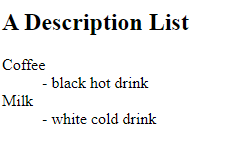 A Description List
Coffee
- black hot drink
Milk
- white cold drink